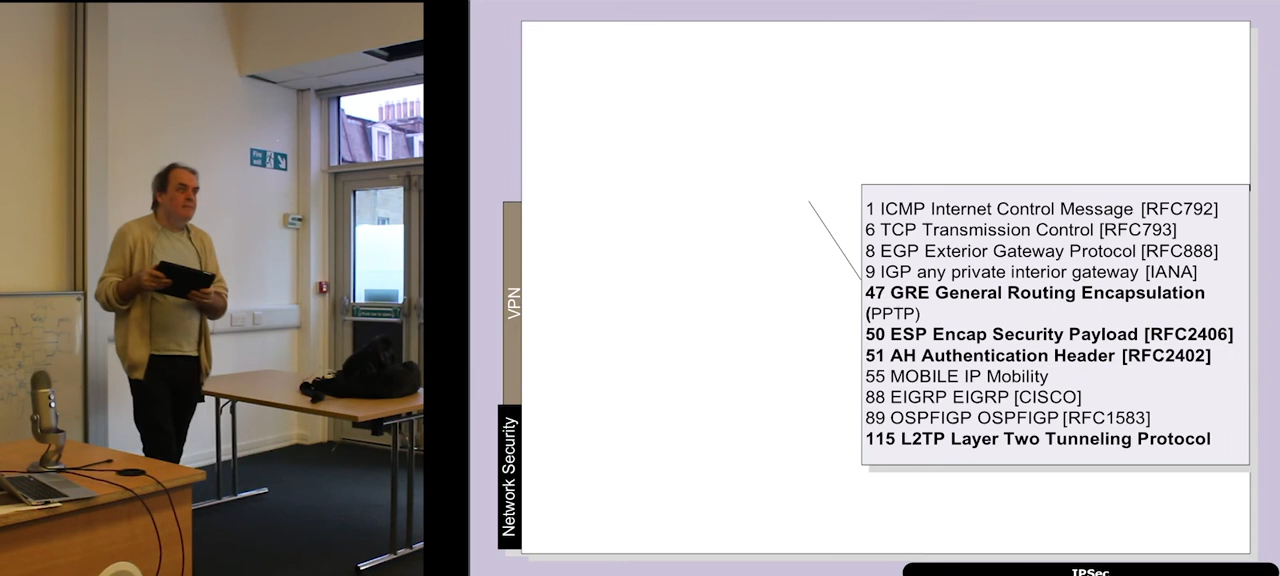 Fire
exit
1 ICMP Internet Control Message [RFC792]
6 TCP Transmission Control [RFC793]
8 EGP Exterior Gateway Protocol [RFC888]
9 IGP any private interior gateway [IANA]
47 GRE General Routing Encapsulation
(PPTP)
50 ESP Encap Security Payload [RFC2406]
51 AH Authentication Header [RFC2402]
55 MOBILE IP Mobility
88 EIGRP EIGRP [CISCO]
89 OSPFIGP OSPFIGP [RFC1583]
115 L2TP Layer Two Tunneling Protocol
VPN
Network Security
IPSec